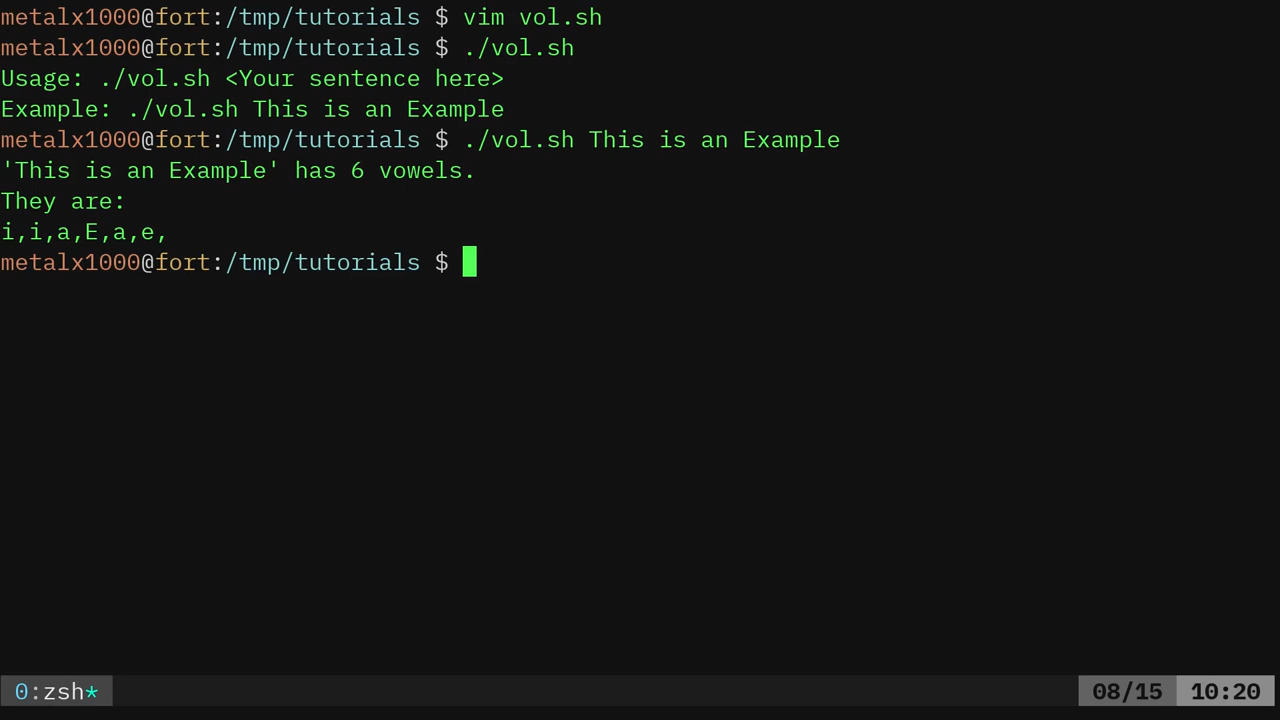 metalx1000@fort:/tmp/tutorials $ vim vol.sh
metalx1000@fort:/tmp/tutorials $ ./vol.sh
Usage: ./vol.sh <Your sentence here>
Example: ./vol.sh This is an Example
metalx1000@fort:/tmp/tutorials $ ./vol.sh This is an Example
'This is an Example' has 6 vowels.
They are:
i,i,a,E,a,e,
metalx1000@fort:/tmp/tutorials $
0:zsh* 08/15 10:20